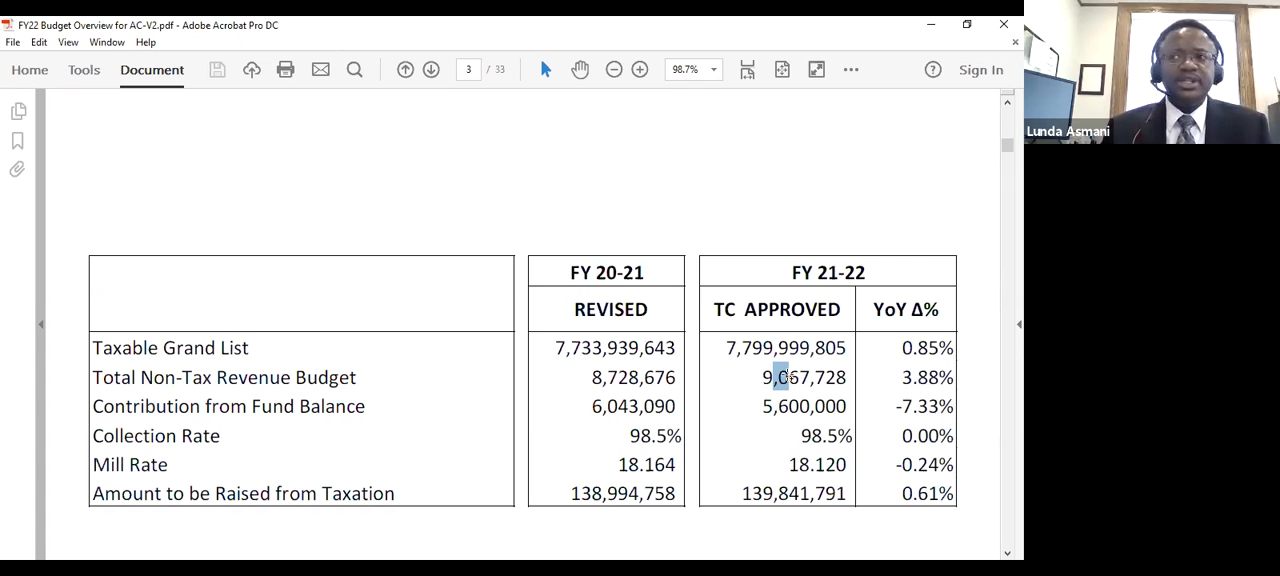 FY22 Budget Overview for AC-V2.pdf - Adobe Acrobat Pro DC
File Edit View Window Help
Home Tools Document 3 / 33 98.7% Sign In
Lunda Asmani
FY 20-21 FY 21-22
REVISED TC APPROVED YoY Δ%
Taxable Grand List 7,733,939,643 7,799,999,805 0.85%
Total Non-Tax Revenue Budget 8,728,676 9,067,728 3.88%
Contribution from Fund Balance 6,043,090 5,600,000 -7.33%
Collection Rate 98.5% 98.5% 0.00%
Mill Rate 18.164 18.120 -0.24%
Amount to be Raised from Taxation 138,994,758 139,841,791 0.61%